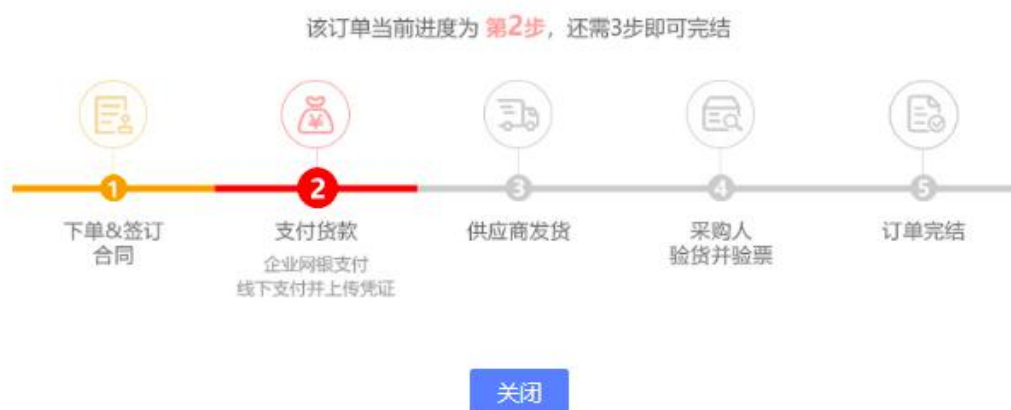 该订单当前进度为 第2步，还需3步即可完结
¥
1
2
3
4
5
下单&签订
合同
支付货款
企业网银支付
线下支付并上传凭证
供应商发货
采购人
验货并验票
订单完结
关闭